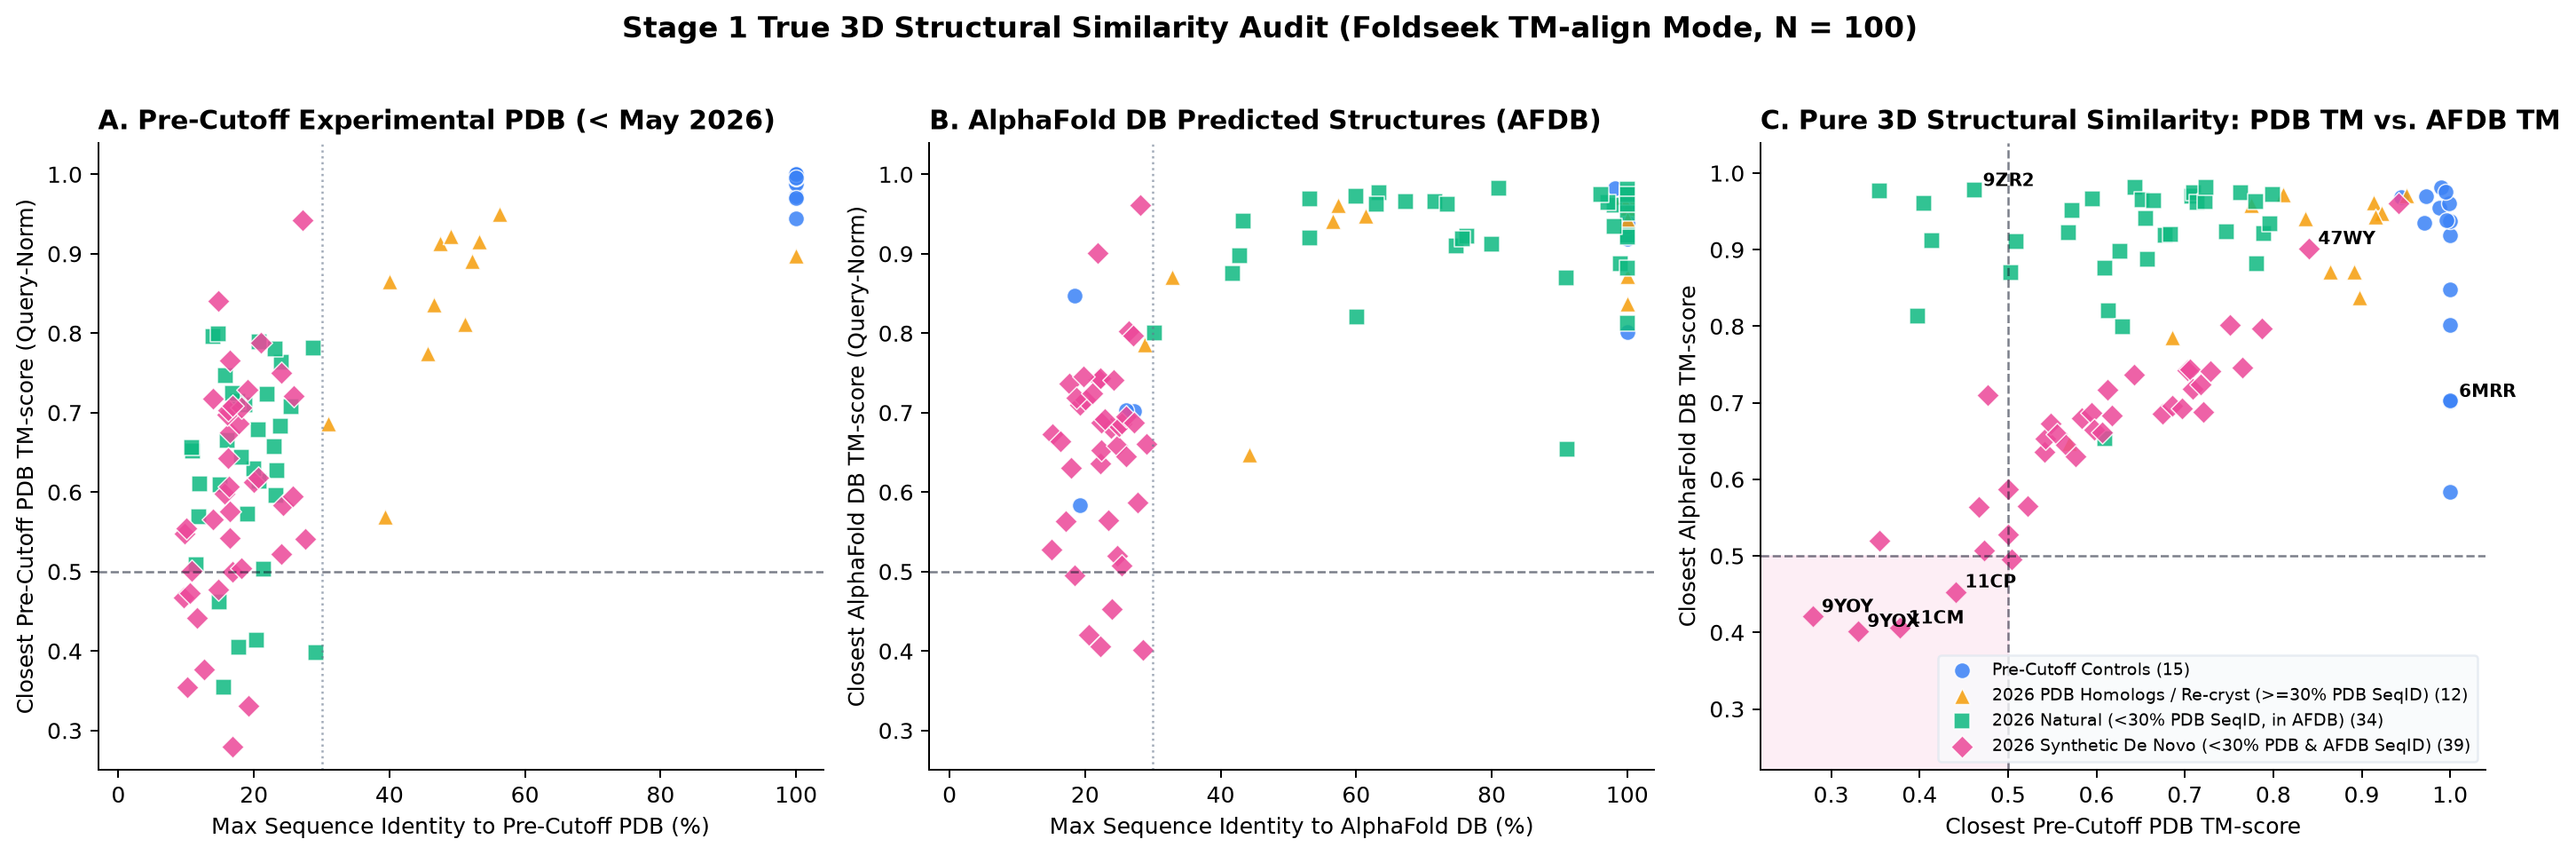 Stage 1 True 3D Structural Similarity Audit (Foldseek TM-align Mode, N = 100)
A. Pre-Cutoff Experimental PDB (< May 2026)
Closest Pre-Cutoff PDB TM-score (Query-Norm)
1.0
0.9
0.8
0.7
0.6
0.5
0.4
0.3
0
20
40
60
80
100
Max Sequence Identity to Pre-Cutoff PDB (%)
B. AlphaFold DB Predicted Structures (AFDB)
Closest AlphaFold DB TM-score (Query-Norm)
1.0
0.9
0.8
0.7
0.6
0.5
0.4
0.3
0
20
40
60
80
100
Max Sequence Identity to AlphaFold DB (%)
C. Pure 3D Structural Similarity: PDB TM vs. AFDB TM
Closest AlphaFold DB TM-score
1.0
0.9
0.8
0.7
0.6
0.5
0.4
0.3
9ZR2
47WY
6MRR
11CP
9YOY
9YOX
11CM
Pre-Cutoff Controls (15)
2026 PDB Homologs / Re-cryst (>=30% PDB SeqID) (12)
2026 Natural (<30% PDB SeqID, in AFDB) (34)
2026 Synthetic De Novo (<30% PDB & AFDB SeqID) (39)
0.3
0.4
0.5
0.6
0.7
0.8
0.9
1.0
Closest Pre-Cutoff PDB TM-score